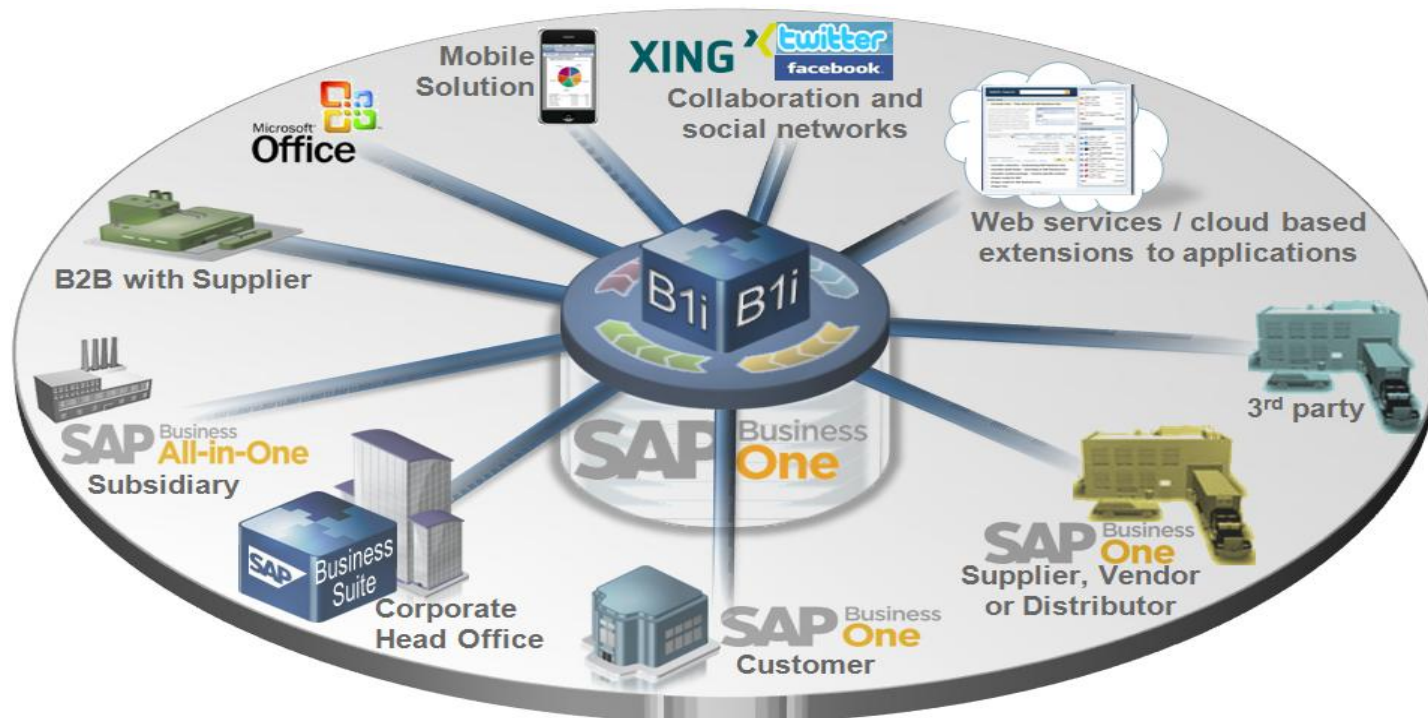 Mobile
Solution
XING
twitter
facebook
Collaboration and
social networks
Microsoft
Office
Web services / cloud based
extensions to applications
B2B with Supplier
B1i B1i
3rd party
SAP Business
All-in-One
Subsidiary
SAP Business
One
SAP Business
Suite
Corporate
Head Office
SAP Business
One
Customer
SAP Business
One
Supplier, Vendor
or Distributor